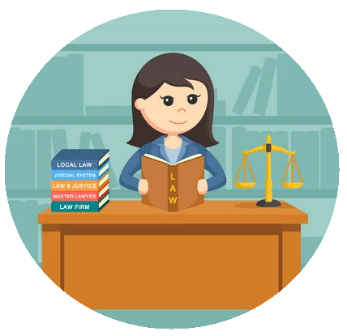 LOCAL LAW
JUDICIAL SYSTEM
LAW & JUSTICE
MASTER LAWYER
LAW FIRM
LAW